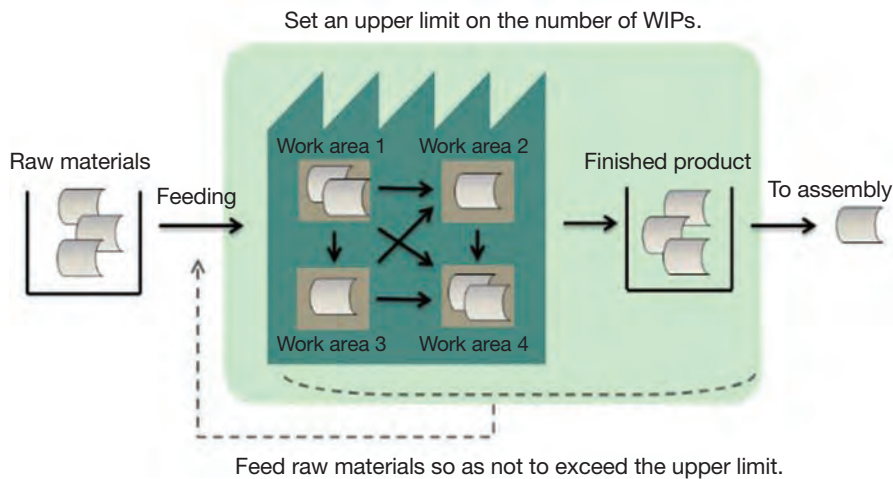 Set an upper limit on the number of WIPs.
Work area 1
Work area 2
Raw materials
Finished product
Feeding
To assembly
Work area 3
Work area 4
Feed raw materials so as not to exceed the upper limit.